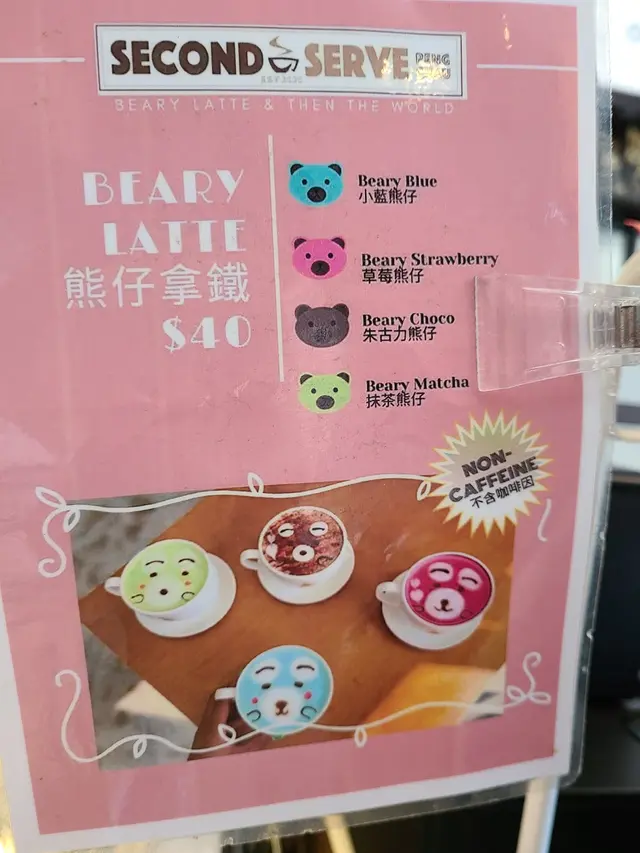 SECOND SERVE PENG CHAU
EST 2020
BEARY LATTE & THEN THE WORLD
BEARY
LATTE
熊仔拿鐵
$40
Beary Blue
小藍熊仔
Beary Strawberry
草莓熊仔
Beary Choco
朱古力熊仔
Beary Matcha
抹茶熊仔
NON-
CAFFEINE
不含咖啡因